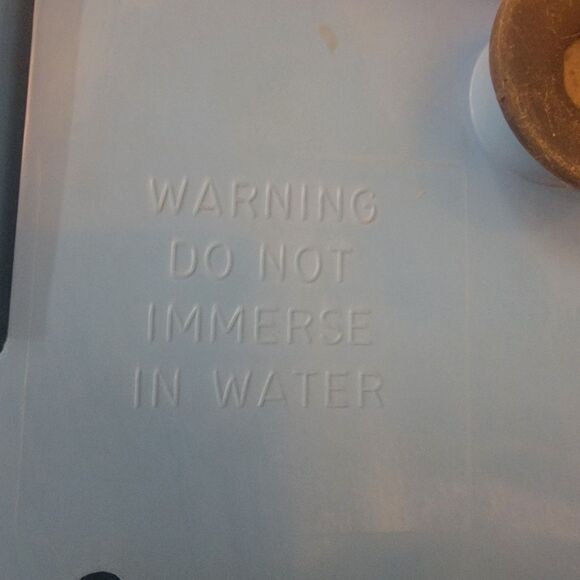 WARNING
DO NOT
IMMERSE
IN WATER